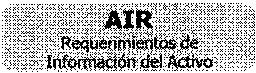 AIR
Requerimientos de
Información del Activo